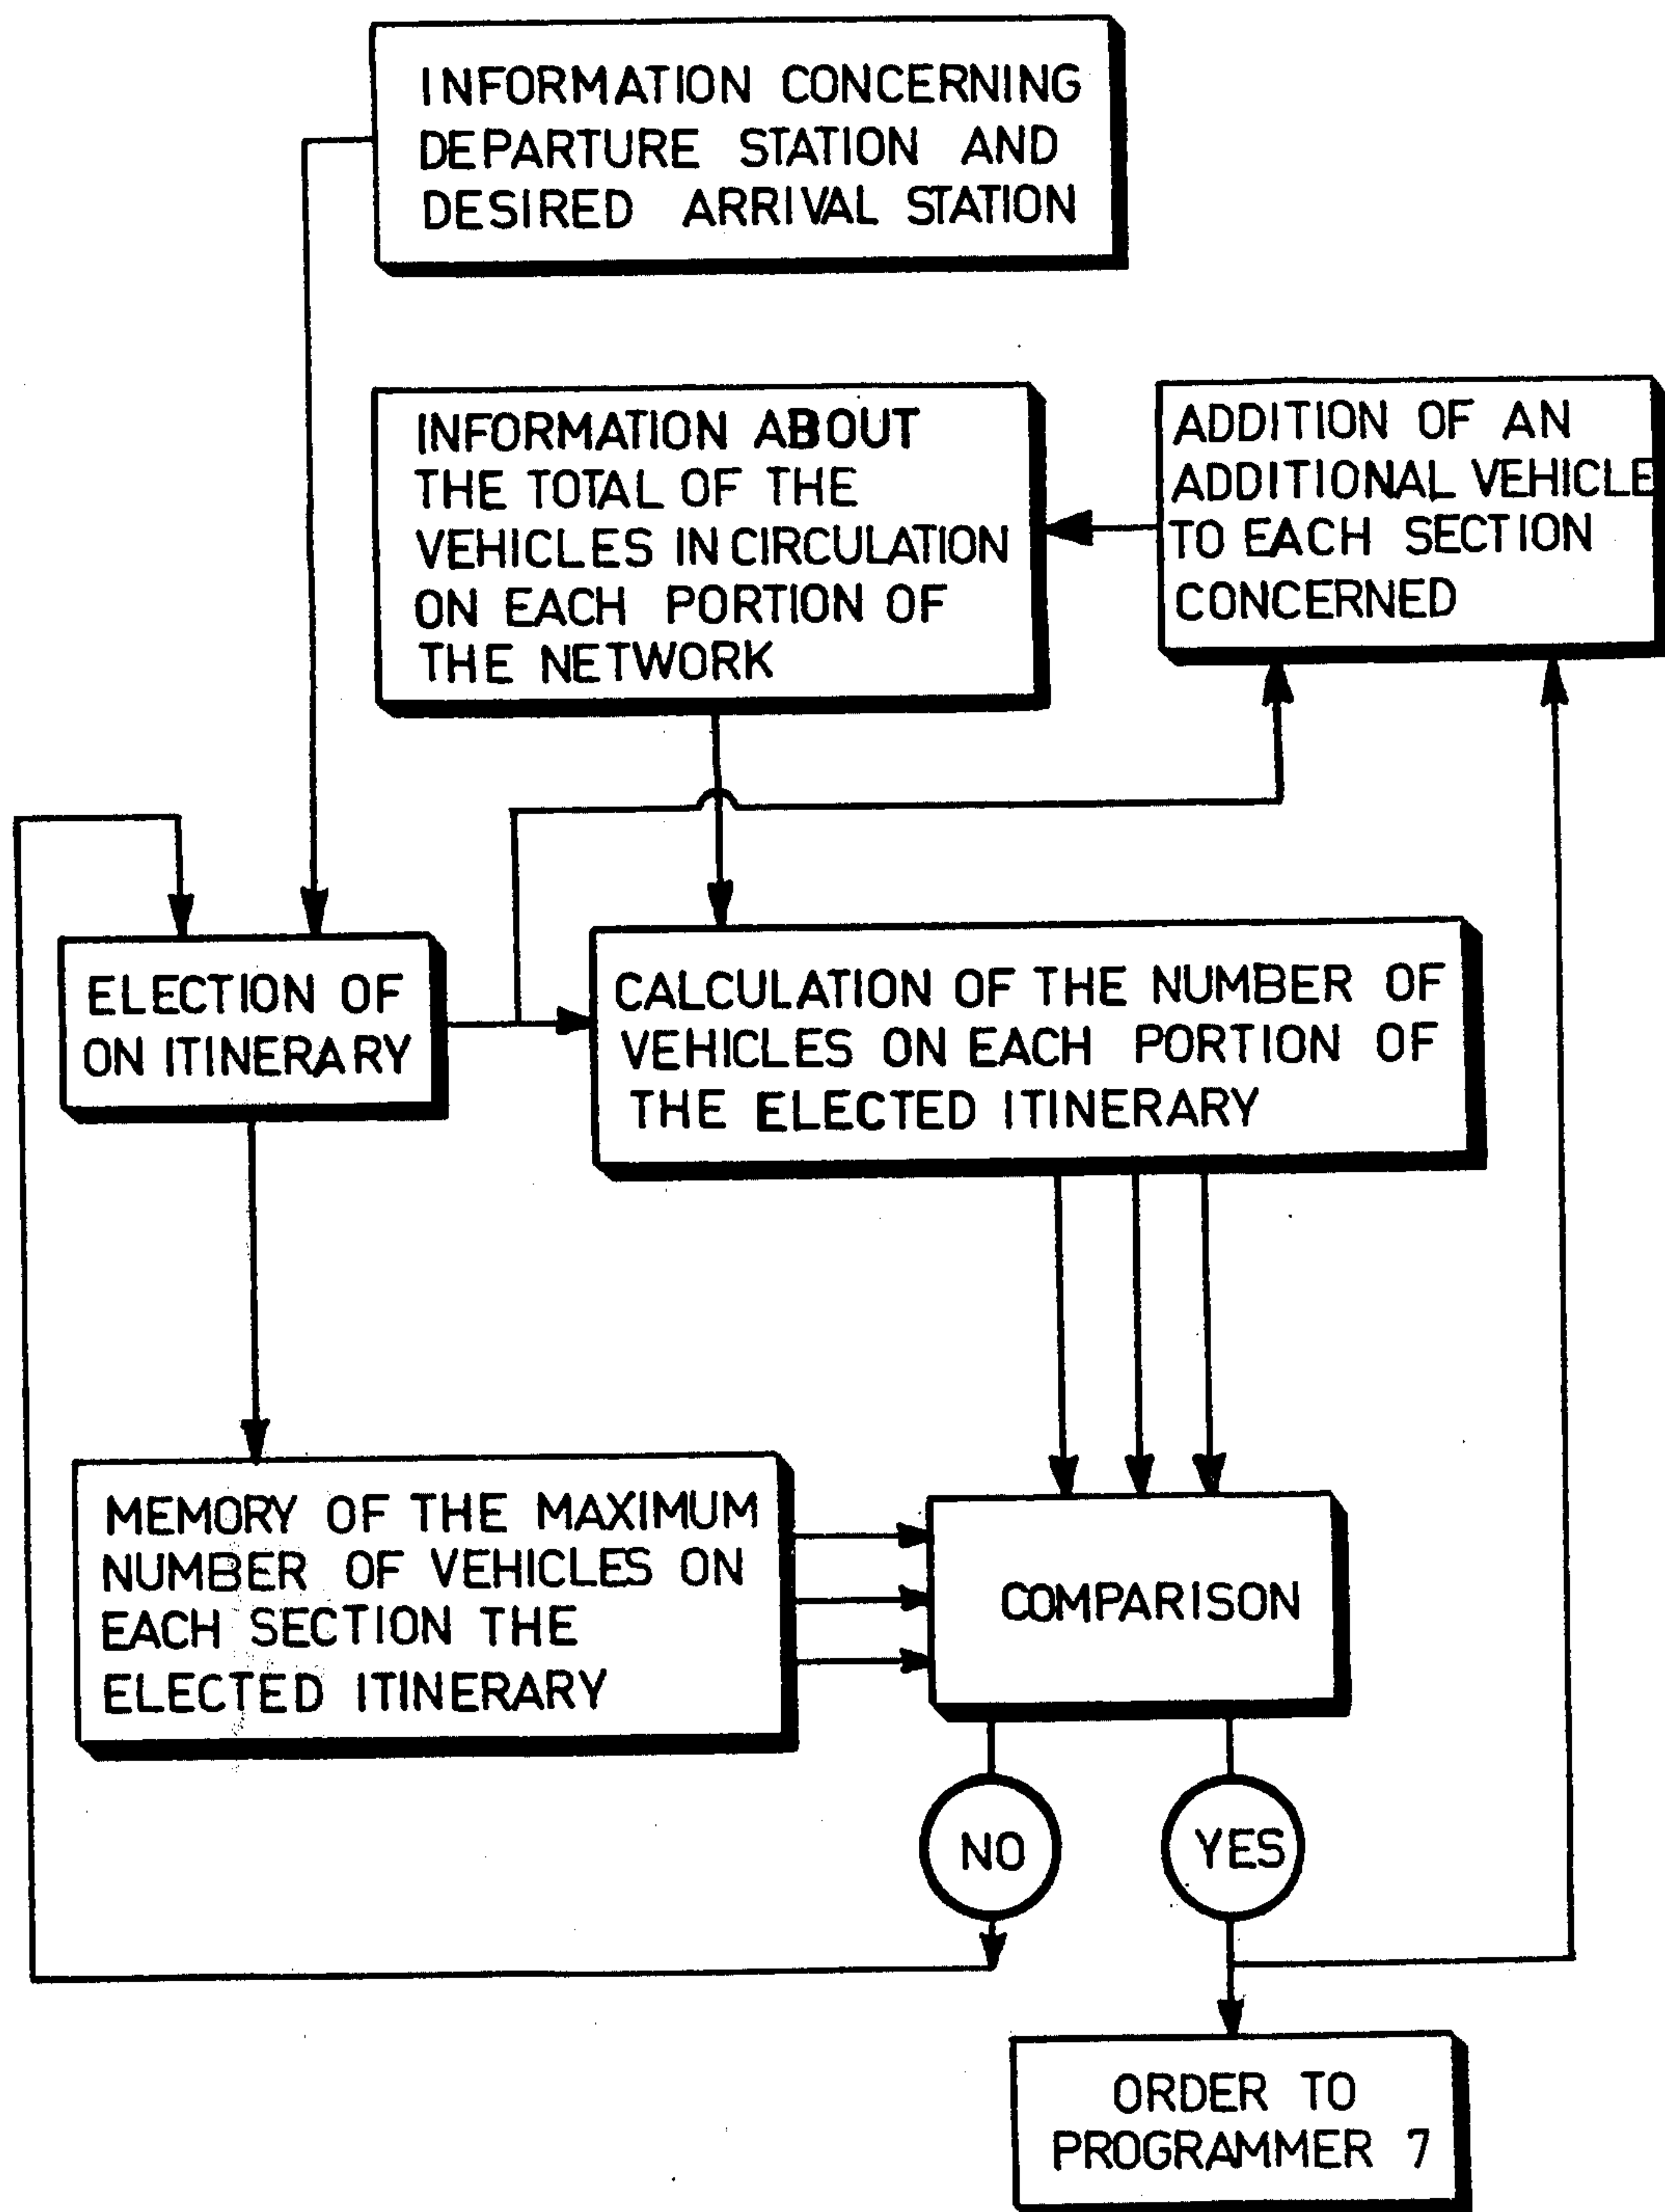 INFORMATION CONCERNING
DEPARTURE STATION AND
DESIRED ARRIVAL STATION
INFORMATION ABOUT
THE TOTAL OF THE
VEHICLES IN CIRCULATION
ON EACH PORTION OF
THE NETWORK
ADDITION OF AN
ADDITIONAL VEHICLE
TO EACH SECTION
CONCERNED
ELECTION OF
ON ITINERARY
CALCULATION OF THE NUMBER OF
VEHICLES ON EACH PORTION OF
THE ELECTED ITINERARY
MEMORY OF THE MAXIMUM
NUMBER OF VEHICLES ON
EACH SECTION THE
ELECTED ITINERARY
COMPARISON
NO
YES
ORDER TO
PROGRAMMER 7